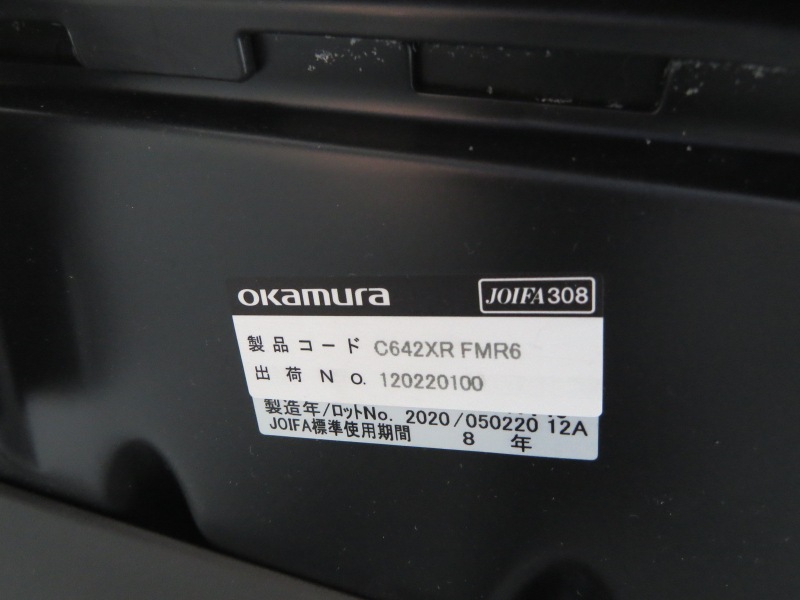 okamura JOIFA308
製品コード C642XR FMR6
出荷No. 120220100
製造年/ロットNo. 2020/050220 12A
JOIFA標準使用期間 8 年